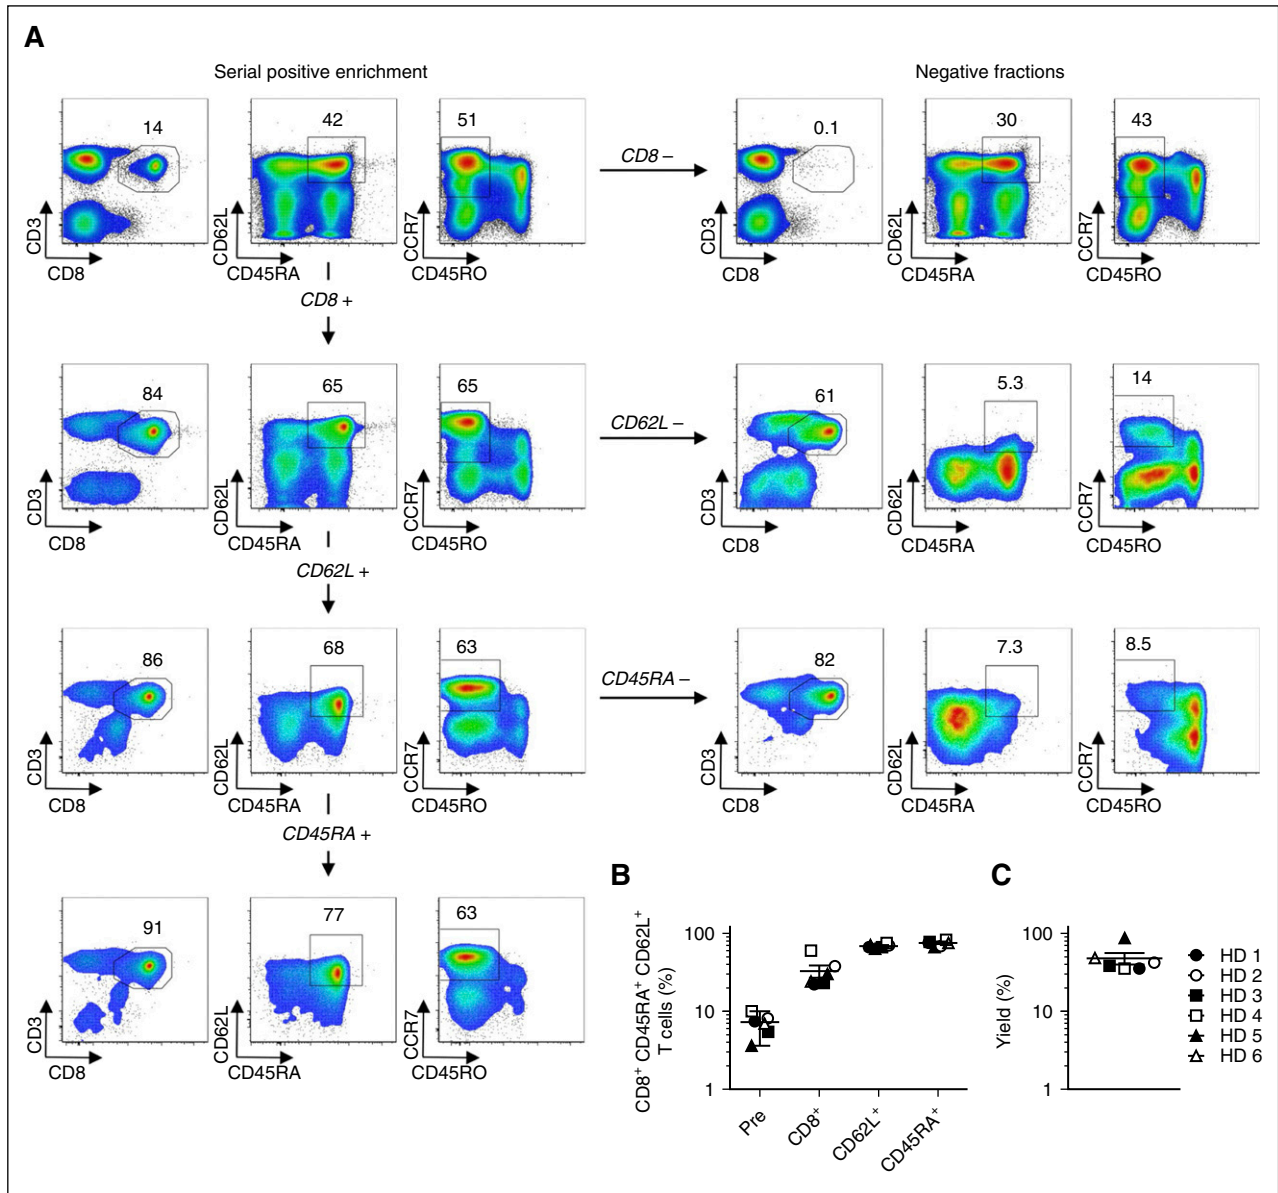 A
Serial positive enrichment
Negative fractions
14
42
51
CD8 –
0.1
30
43
CD3
CD62L
CCR7
CD3
CD62L
CCR7
CD8
CD45RA
CD45RO
CD8
CD45RA
CD45RO
CD8 +
84
65
65
CD62L –
61
5.3
14
CD3
CD62L
CCR7
CD3
CD62L
CCR7
CD8
CD45RA
CD45RO
CD8
CD45RA
CD45RO
CD62L +
86
68
63
CD45RA –
82
7.3
8.5
CD3
CD62L
CCR7
CD3
CD62L
CCR7
CD8
CD45RA
CD45RO
CD8
CD45RA
CD45RO
CD45RA +
91
77
63
CD3
CD62L
CCR7
CD8
CD45RA
CD45RO
B
CD8⁺ CD45RA⁺ CD62L⁺
T cells (%)
100
10
1
Pre
CD8⁺
CD62L⁺
CD45RA⁺
C
Yield (%)
100
10
1
HD 1
HD 2
HD 3
HD 4
HD 5
HD 6